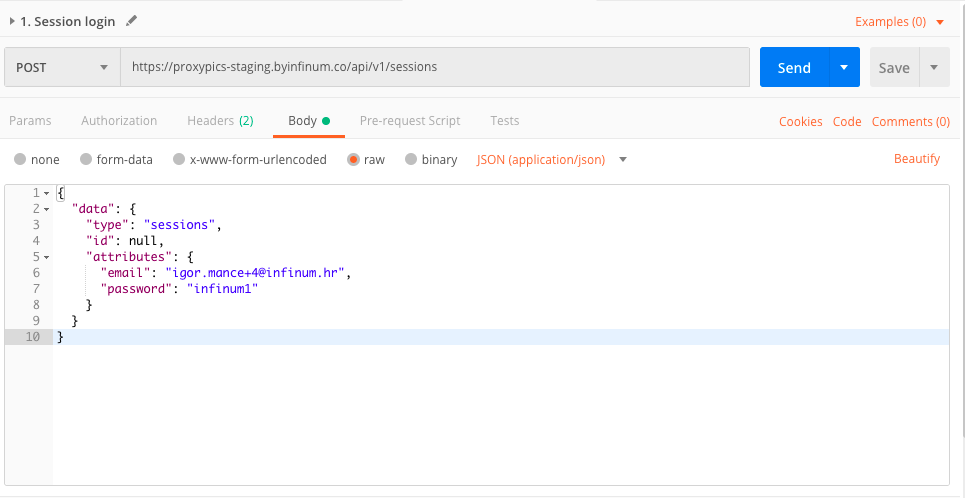 1. Session login
Examples (0)
POST
https://proxypics-staging.byinfinum.co/api/v1/sessions
Send
Save
Params
Authorization
Headers (2)
Body
Pre-request Script
Tests
Cookies
Code
Comments (0)
none
form-data
x-www-form-urlencoded
raw
binary
JSON (application/json)
Beautify
1 {
2 "data": {
3 "type": "sessions",
4 "id": null,
5 "attributes": {
6 "email": "igor.mance+4@infinum.hr",
7 "password": "infinum1"
8 }
9 }
10 }